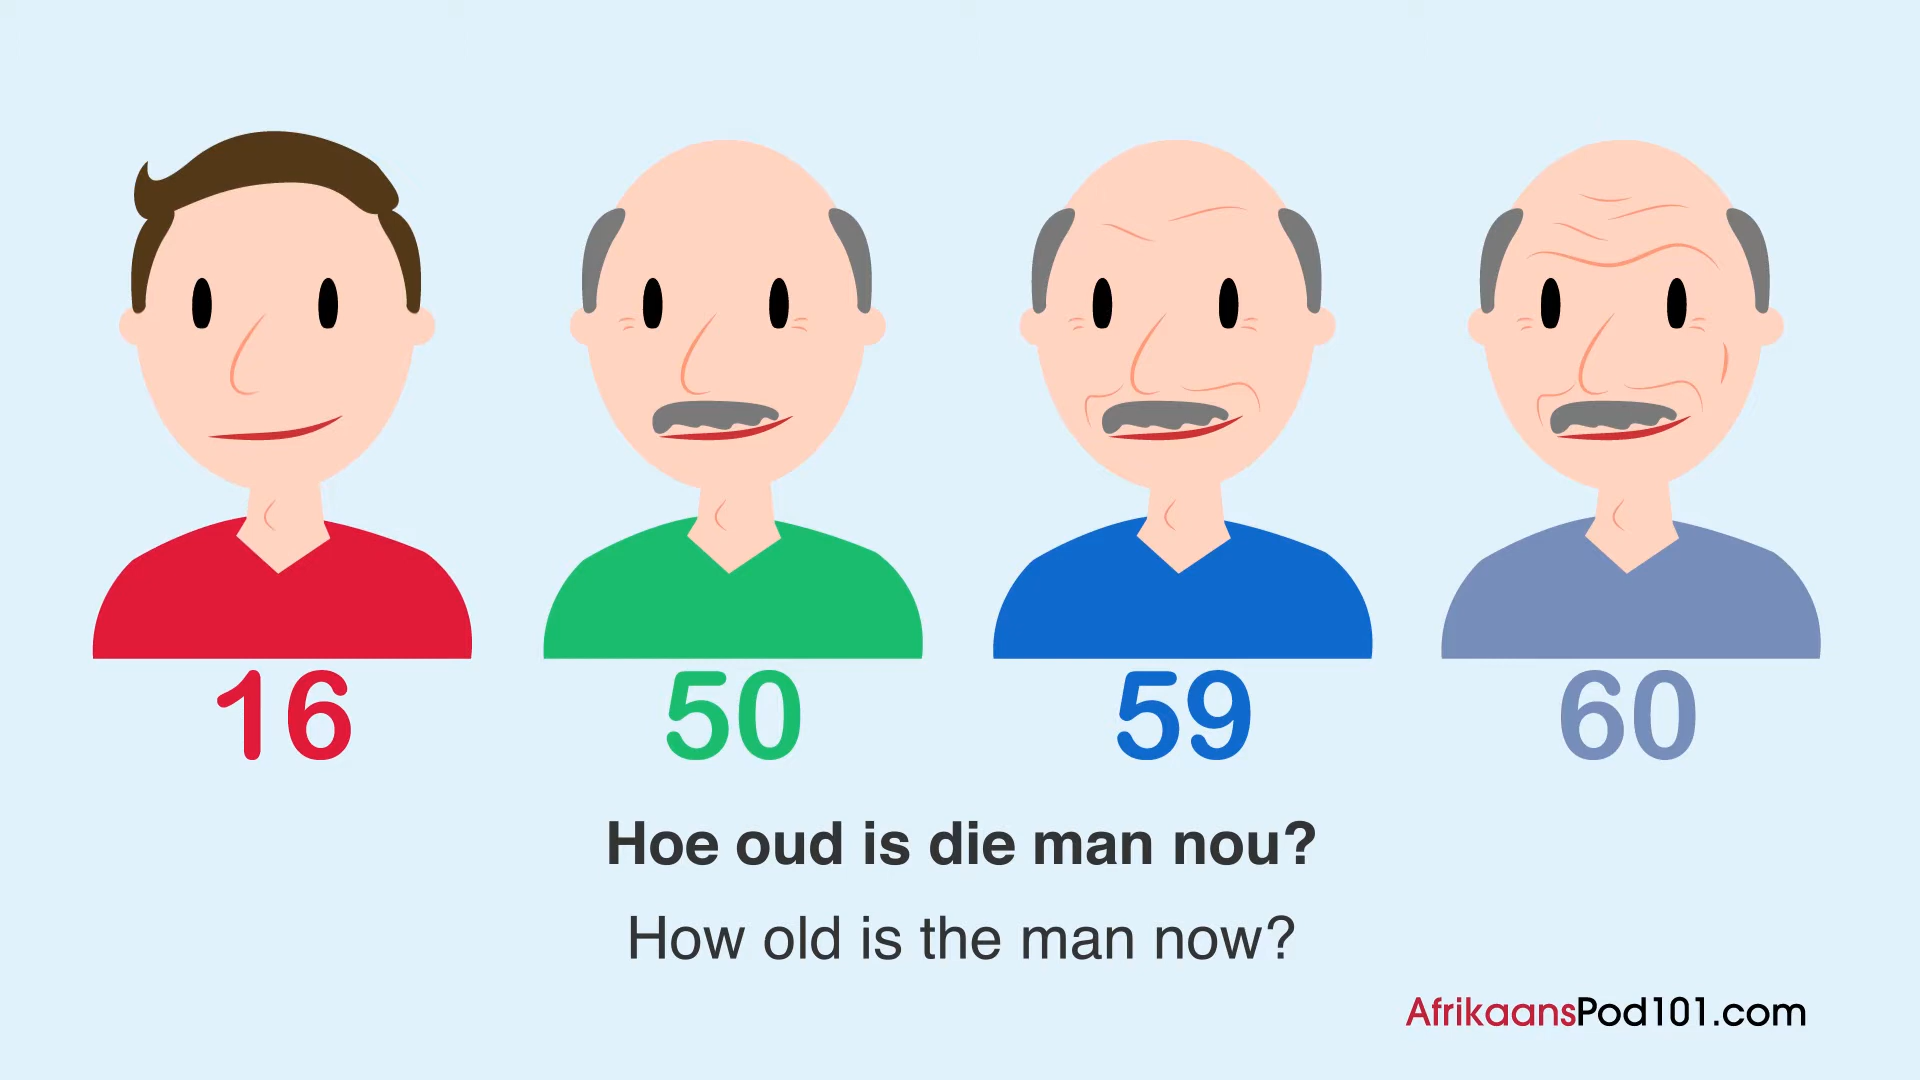 16 50 59 60
Hoe oud is die man nou?
How old is the man now?
AfrikaansPod101.com